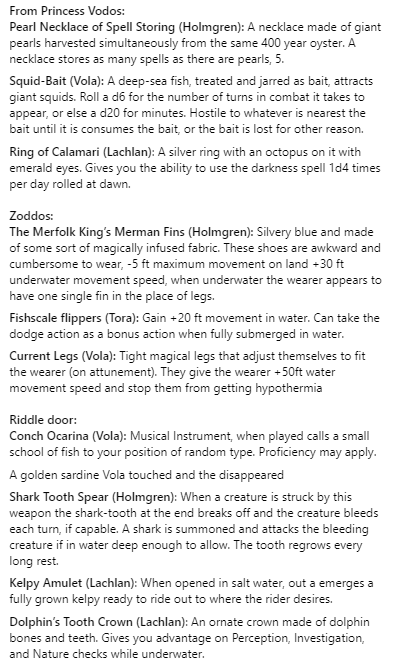 From Princess Vodos:
Pearl Necklace of Spell Storing (Holmgren): A necklace made of giant
pearls harvested simultaneously from the same 400 year oyster. A
necklace stores as many spells as there are pearls, 5.
Squid-Bait (Vola): A deep-sea fish, treated and jarred as bait, attracts
giant squids. Roll a d6 for the number of turns in combat it takes to
appear, or else a d20 for minutes. Hostile to whatever is nearest the
bait until it is consumes the bait, or the bait is lost for other reason.
Ring of Calamari (Lachlan): A silver ring with an octopus on it with
emerald eyes. Gives you the ability to use the darkness spell 1d4 times
per day rolled at dawn.
Zoddos:
The Merfolk King's Merman Fins (Holmgren): Silvery blue and made
of some sort of magically infused fabric. These shoes are awkward and
cumbersome to wear, -5 ft maximum movement on land +30 ft
underwater movement speed, when underwater the wearer appears to
have one single fin in the place of legs.
Fishscale flippers (Tora): Gain +20 ft movement in water. Can take the
dodge action as a bonus action when fully submerged in water.
Current Legs (Vola): Tight magical legs that adjust themselves to fit
the wearer (on attunement). They give the wearer +50ft water
movement speed and stop them from getting hypothermia
Riddle door:
Conch Ocarina (Vola): Musical Instrument, when played calls a small
school of fish to your position of random type. Proficiency may apply.
A golden sardine Vola touched and the disappeared
Shark Tooth Spear (Holmgren): When a creature is struck by this
weapon the shark-tooth at the end breaks off and the creature bleeds
each turn, if capable. A shark is summoned and attacks the bleeding
creature if in water deep enough to allow. The tooth regrows every
long rest.
Kelpy Amulet (Lachlan): When opened in salt water, out a emerges a
fully grown kelpy ready to ride out to where the rider desires.
Dolphin's Tooth Crown (Lachlan): An ornate crown made of dolphin
bones and teeth. Gives you advantage on Perception, Investigation,
and Nature checks while underwater.